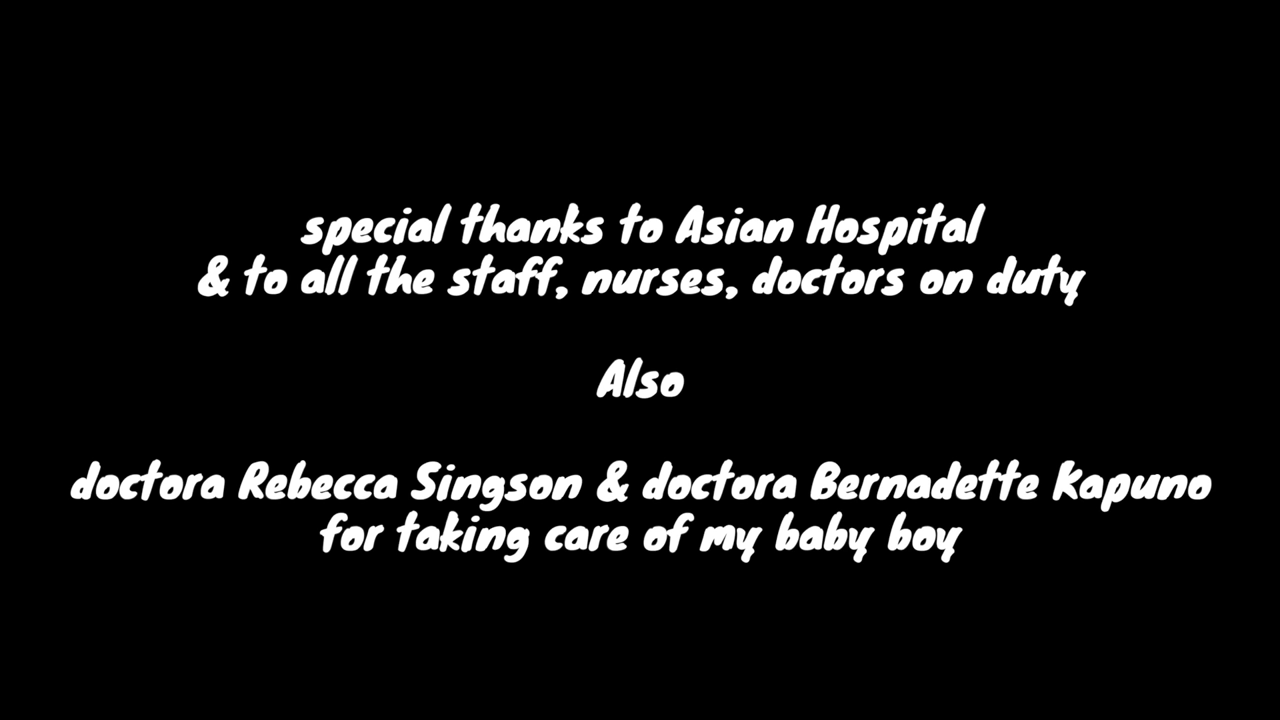 special thanks to Asian Hospital
& to all the staff, nurses, doctors on duty
Also
doctora Rebecca Singson & doctora Bernadette Kapuno
for taking care of my baby boy